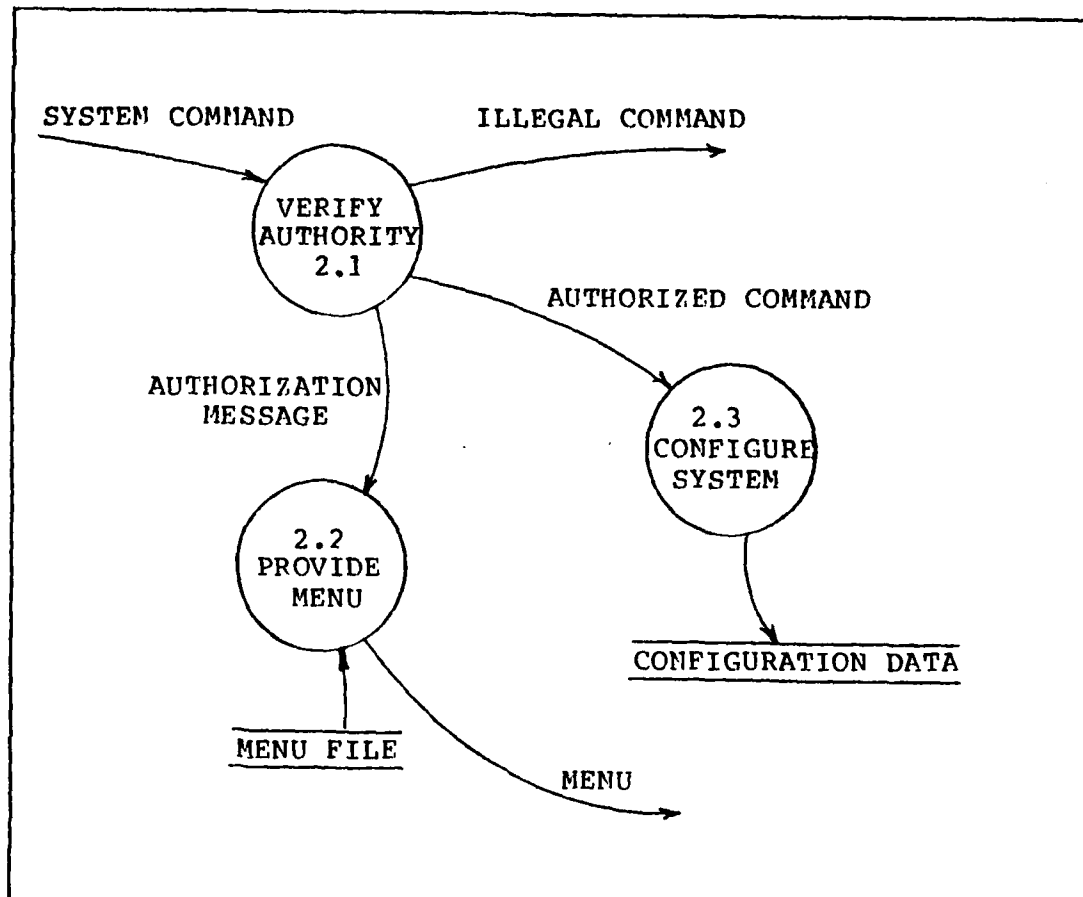 SYSTEM COMMAND
ILLEGAL COMMAND
VERIFY
AUTHORITY
2.1
AUTHORIZED COMMAND
AUTHORIZATION
MESSAGE
2.3
CONFIGURE
SYSTEM
2.2
PROVIDE
MENU
CONFIGURATION DATA
MENU FILE
MENU